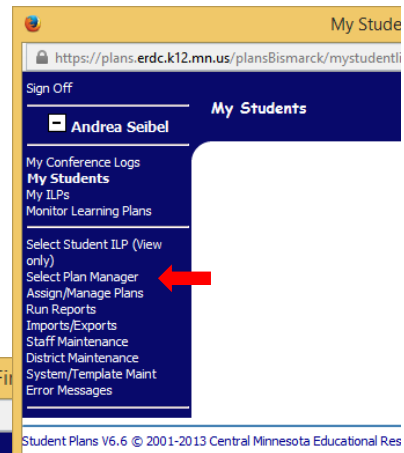 My Stude
https://plans.erdc.k12.mn.us/plansBismarck/mystudentli
Sign Off
Andrea Seibel
My Students
My Conference Logs
My Students
My ILPs
Monitor Learning Plans
Select Student ILP (View
only)
Select Plan Manager
Assign/Manage Plans
Run Reports
Imports/Exports
Staff Maintenance
District Maintenance
System/Template Maint
Error Messages
Fir
Student Plans V6.6 © 2001-2013 Central Minnesota Educational Res